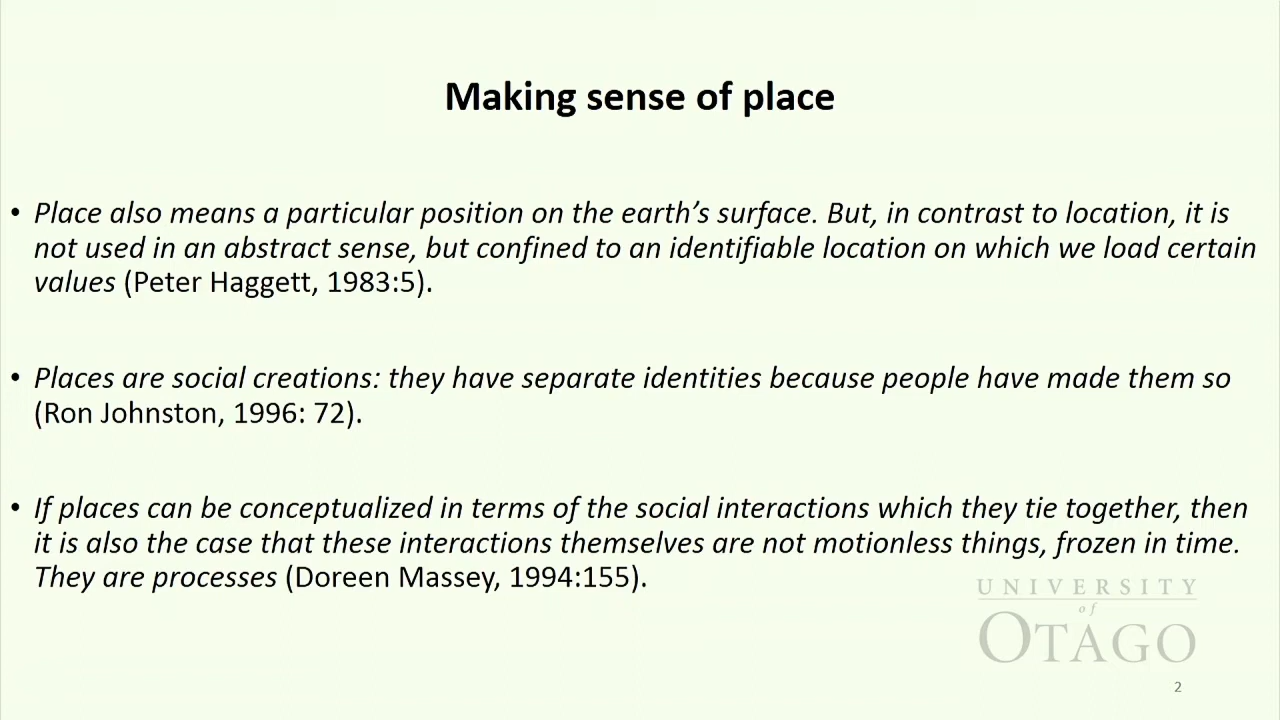 Making sense of place
• Place also means a particular position on the earth’s surface. But, in contrast to location, it is
not used in an abstract sense, but confined to an identifiable location on which we load certain
values (Peter Haggett, 1983:5).
• Places are social creations: they have separate identities because people have made them so
(Ron Johnston, 1996: 72).
• If places can be conceptualized in terms of the social interactions which they tie together, then
it is also the case that these interactions themselves are not motionless things, frozen in time.
They are processes (Doreen Massey, 1994:155).
UNIVERSITY
of
OTAGO
2